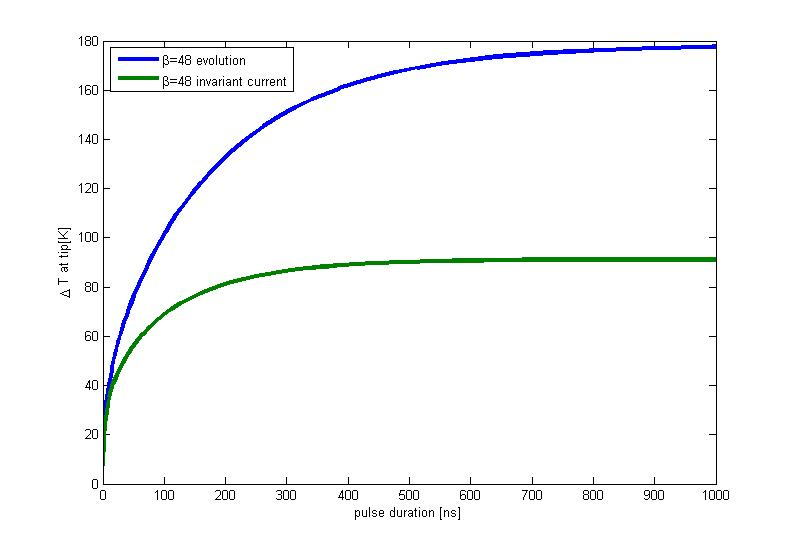 180
160
140
120
100
80
60
40
20
0
Δ T at tip[K]
β=48 evolution
β=48 invariant current
0 100 200 300 400 500 600 700 800 900 1000
pulse duration [ns]